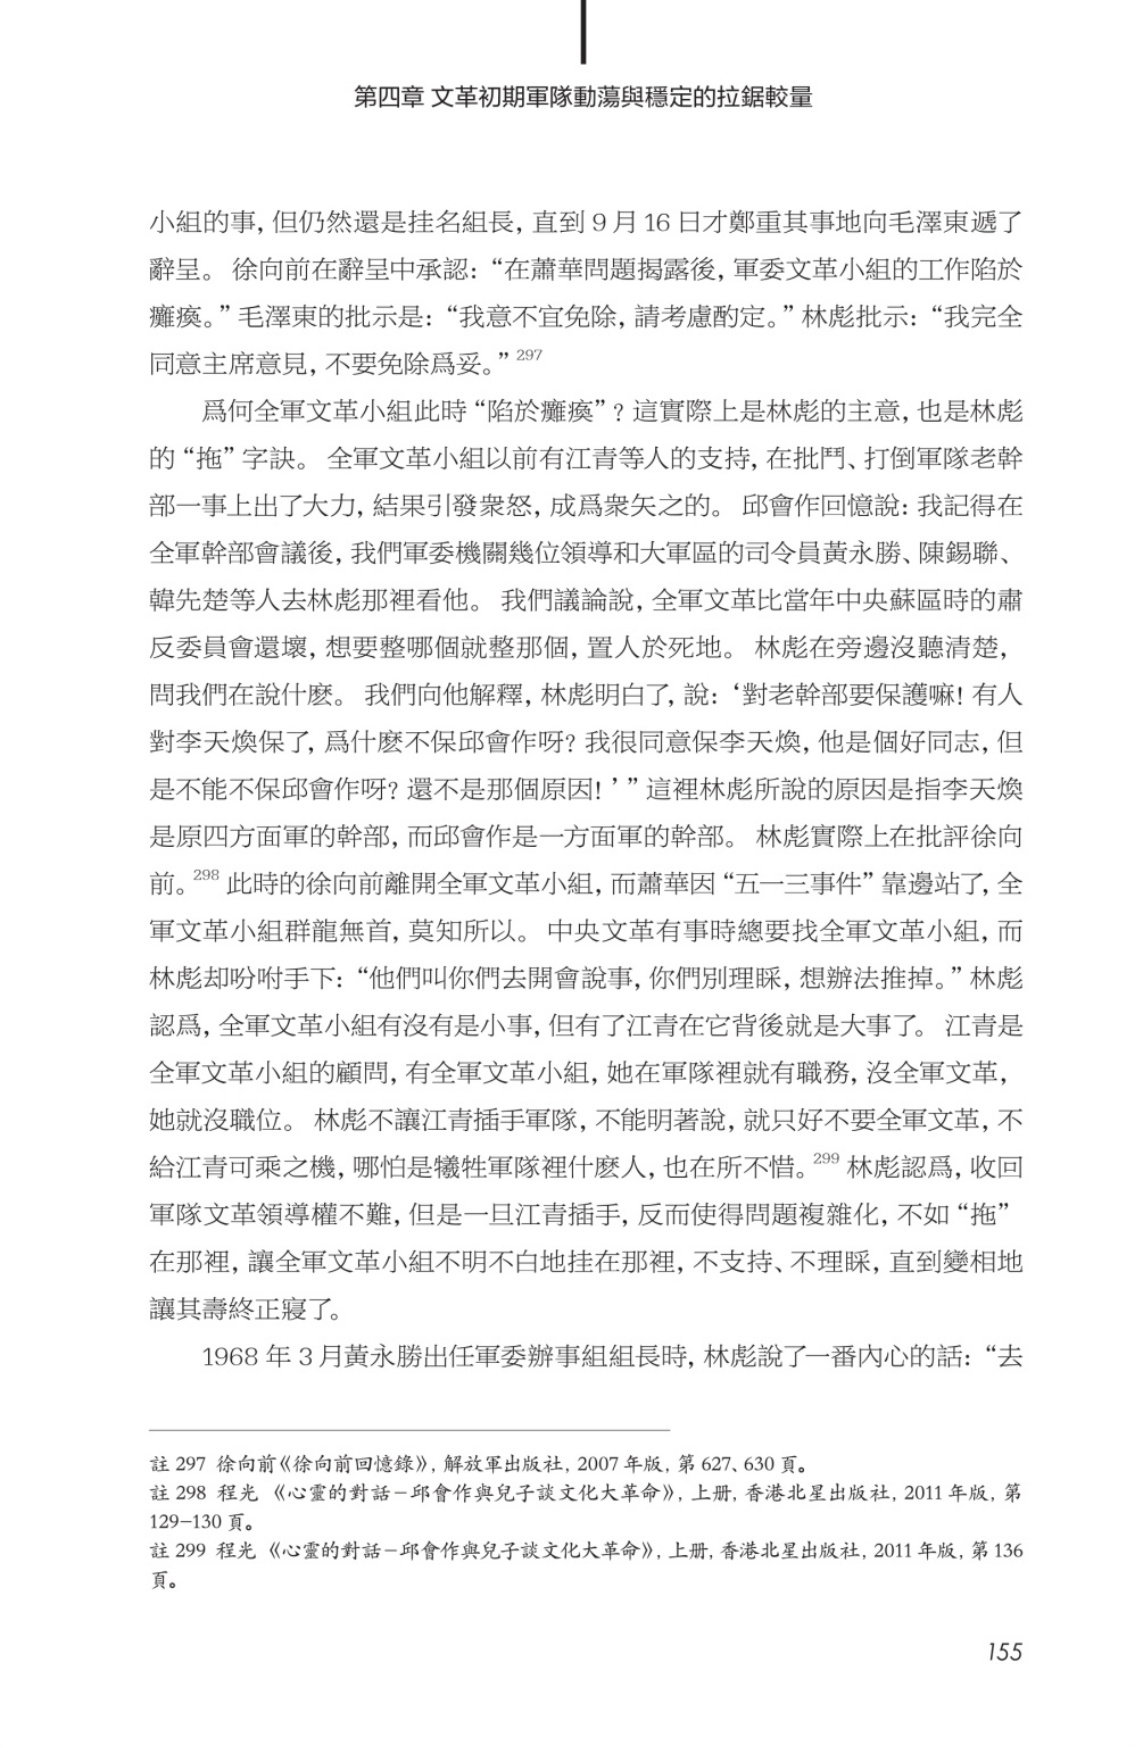 第四章 文革初期軍隊動蕩與穩定的拉鋸較量
小組的事, 但仍然還是挂名組長, 直到 9 月 16 日才鄭重其事地向毛澤東遞了
辭呈。 徐向前在辭呈中承認: “在蕭華問題揭露後, 軍委文革小組的工作陷於
癱瘓。” 毛澤東的批示是: “我意不宜免除, 請考慮酌定。” 林彪批示: “我完全
同意主席意見, 不要免除爲妥。” 297
爲何全軍文革小組此時 “陷於癱瘓” ? 這實際上是林彪的主意, 也是林彪
的 “拖” 字訣。 全軍文革小組以前有江青等人的支持, 在批鬥、打倒軍隊老幹
部一事上出了大力, 結果引發衆怒, 成爲衆矢之的。 邱會作回憶說: 我記得在
全軍幹部會議後, 我們軍委機關幾位領導和大軍區的司令員黃永勝、陳錫聯、
韓先楚等人去林彪那裡看他。 我們議論說, 全軍文革比當年中央蘇區時的肅
反委員會還壞, 想要整哪個就整那個, 置人於死地。 林彪在旁邊沒聽清楚,
問我們在說什麽。 我們向他解釋, 林彪明白了, 說: ‘對老幹部要保護嘛! 有人
對李天煥保了, 爲什麽不保邱會作呀? 我很同意保李天煥, 他是個好同志, 但
是不能不保邱會作呀? 還不是那個原因! ’ ” 這裡林彪所說的原因是指李天煥
是原四方面軍的幹部, 而邱會作是一方面軍的幹部。 林彪實際上在批評徐向
前。298 此時的徐向前離開全軍文革小組, 而蕭華因 “五一三事件” 靠邊站了, 全
軍文革小組群龍無首, 莫知所以。 中央文革有事時總要找全軍文革小組, 而
林彪却吩咐手下: “他們叫你們去開會說事, 你們別理睬, 想辦法推掉。” 林彪
認爲, 全軍文革小組有沒有是小事, 但有了江青在它背後就是大事了。 江青是
全軍文革小組的顧問, 有全軍文革小組, 她在軍隊裡就有職務, 沒全軍文革,
她就沒職位。 林彪不讓江青插手軍隊, 不能明著說, 就只好不要全軍文革, 不
給江青可乘之機, 哪怕是犧牲軍隊裡什麽人, 也在所不惜。299 林彪認爲, 收回
軍隊文革領導權不難, 但是一旦江青插手, 反而使得問題複雜化, 不如 “拖”
在那裡, 讓全軍文革小組不明不白地挂在那裡, 不支持、不理睬, 直到變相地
讓其壽終正寢了。
1968 年 3 月黃永勝出任軍委辦事組組長時, 林彪說了一番內心的話: “去
註 297 徐向前《徐向前回憶錄》, 解放軍出版社, 2007 年版, 第 627、630 頁。
註 298 程光 《心靈的對話－邱會作與兒子談文化大革命》, 上册, 香港北星出版社, 2011 年版, 第
129–130 頁。
註 299 程光 《心靈的對話－邱會作與兒子談文化大革命》, 上册, 香港北星出版社, 2011 年版, 第 136
頁。
155